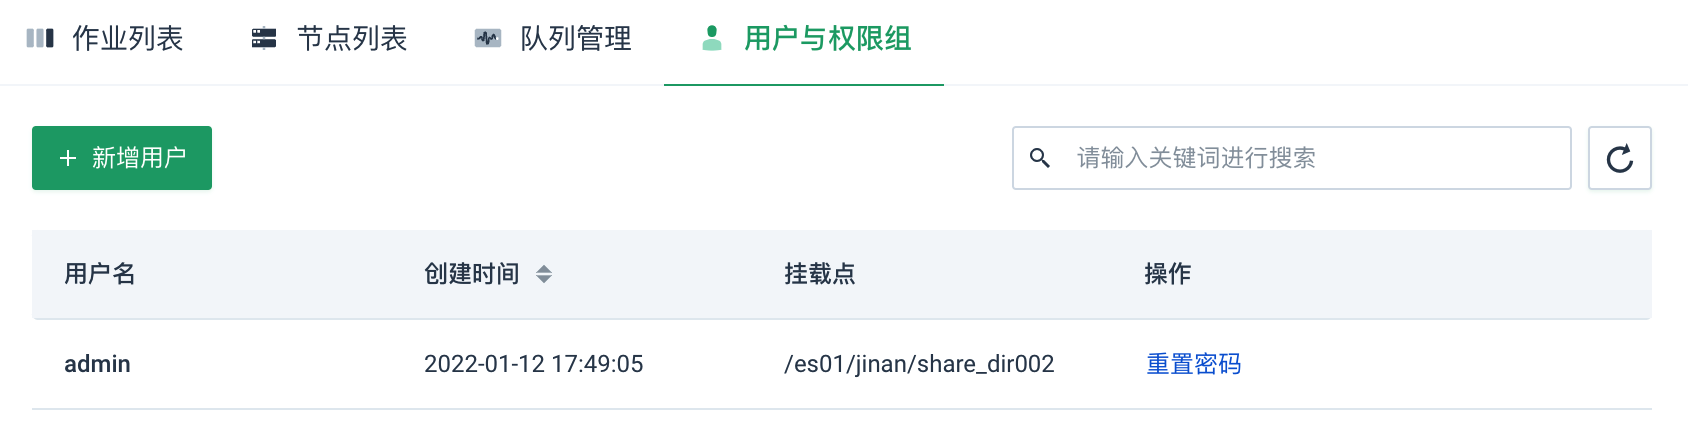 作业列表 节点列表 队列管理 用户与权限组
+ 新增用户 请输入关键词进行搜索
用户名 创建时间 挂载点 操作
admin 2022-01-12 17:49:05 /es01/jinan/share_dir002 重置密码